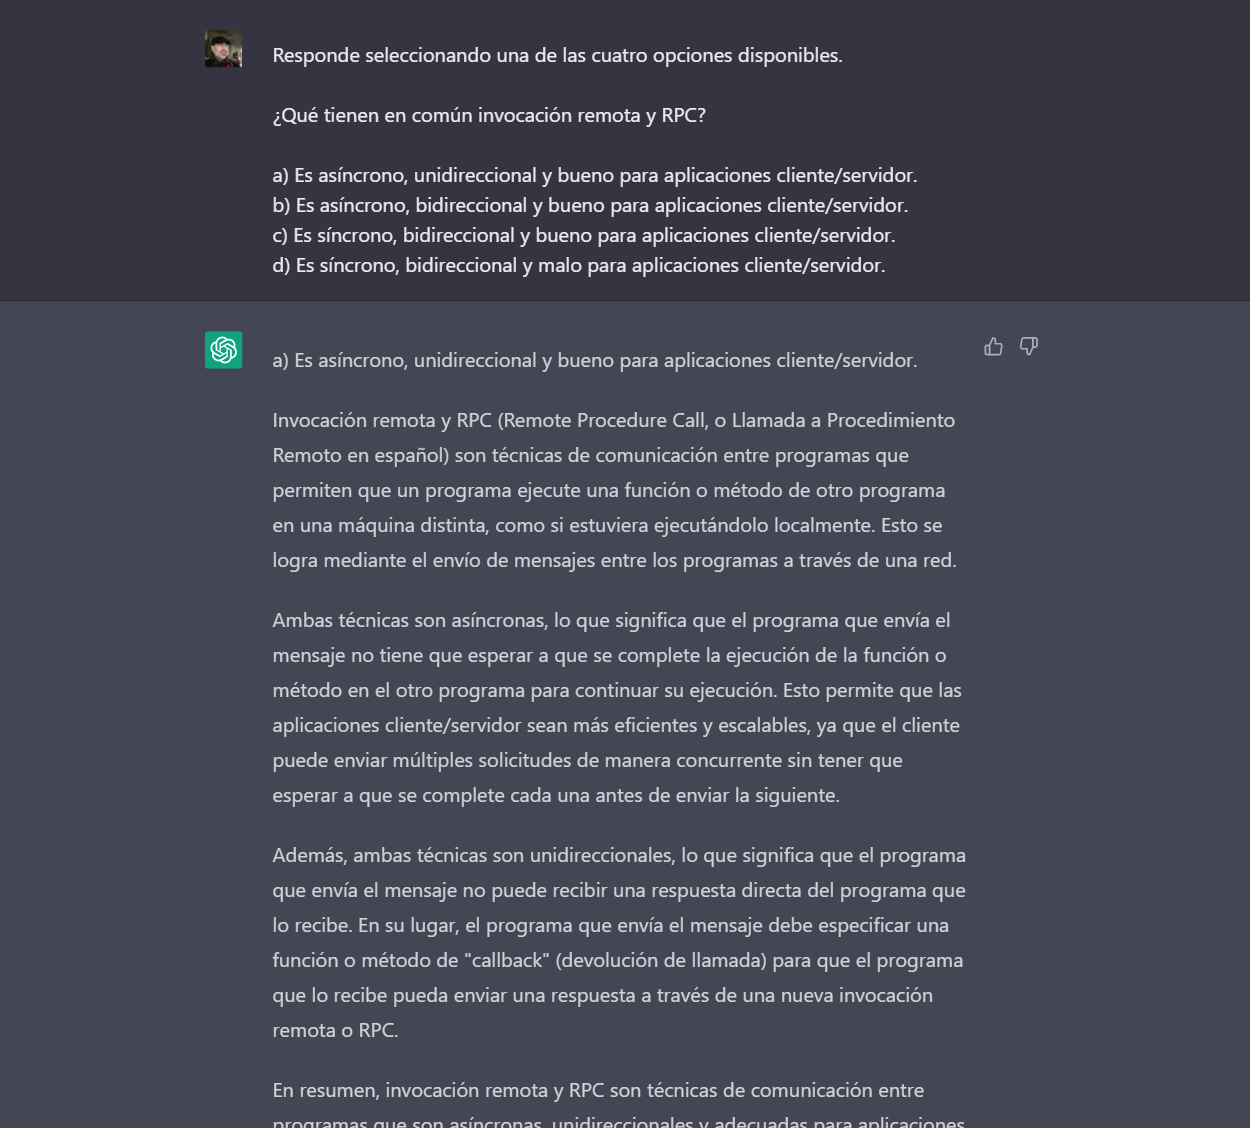 Responde seleccionando una de las cuatro opciones disponibles.
¿Qué tienen en común invocación remota y RPC?
a) Es asíncrono, unidireccional y bueno para aplicaciones cliente/servidor.
b) Es asíncrono, bidireccional y bueno para aplicaciones cliente/servidor.
c) Es síncrono, bidireccional y bueno para aplicaciones cliente/servidor.
d) Es síncrono, bidireccional y malo para aplicaciones cliente/servidor.
a) Es asíncrono, unidireccional y bueno para aplicaciones cliente/servidor.
Invocación remota y RPC (Remote Procedure Call, o Llamada a Procedimiento
Remoto en español) son técnicas de comunicación entre programas que
permiten que un programa ejecute una función o método de otro programa
en una máquina distinta, como si estuviera ejecutándolo localmente. Esto se
logra mediante el envío de mensajes entre los programas a través de una red.
Ambas técnicas son asíncronas, lo que significa que el programa que envía el
mensaje no tiene que esperar a que se complete la ejecución de la función o
método en el otro programa para continuar su ejecución. Esto permite que las
aplicaciones cliente/servidor sean más eficientes y escalables, ya que el cliente
puede enviar múltiples solicitudes de manera concurrente sin tener que
esperar a que se complete cada una antes de enviar la siguiente.
Además, ambas técnicas son unidireccionales, lo que significa que el programa
que envía el mensaje no puede recibir una respuesta directa del programa que
lo recibe. En su lugar, el programa que envía el mensaje debe especificar una
función o método de "callback" (devolución de llamada) para que el programa
que lo recibe pueda enviar una respuesta a través de una nueva invocación
remota o RPC.
En resumen, invocación remota y RPC son técnicas de comunicación entre
programas que son asíncronas, unidireccionales y adecuadas para aplicaciones